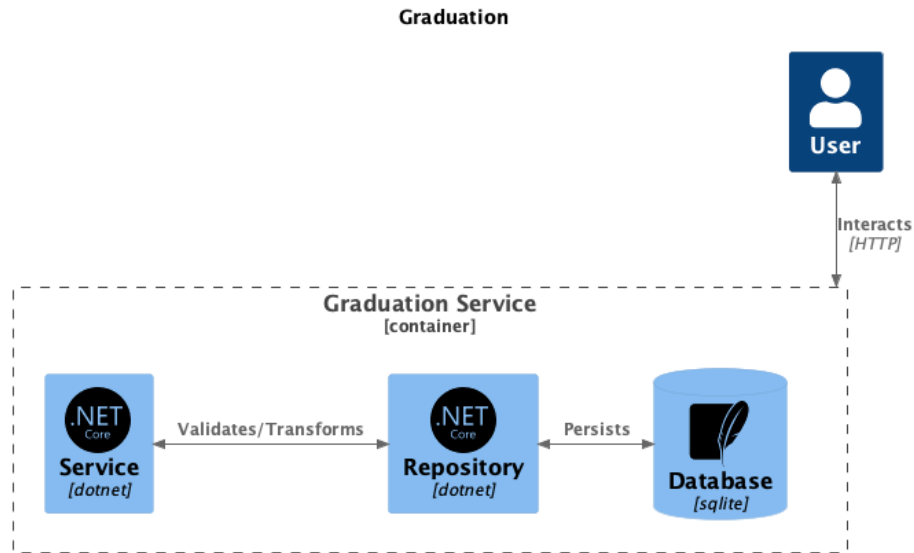 Graduation
User
Interacts
[HTTP]
Graduation Service
[container]
.NET
Core
Service
[dotnet]
Validates/Transforms
.NET
Core
Repository
[dotnet]
Persists
Database
[sqlite]